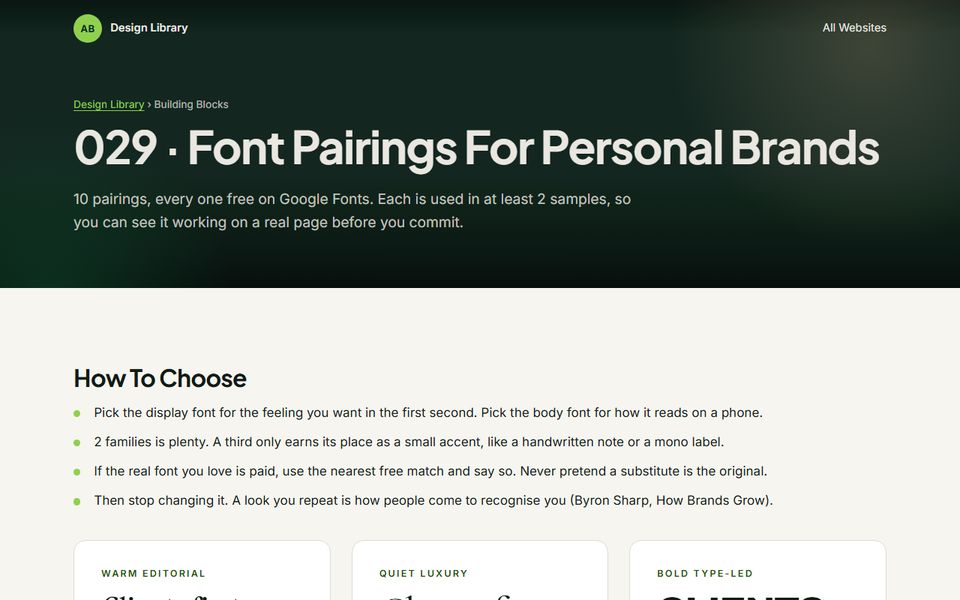 AB
Design Library
All Websites
Design Library › Building Blocks
029 · Font Pairings For Personal Brands
10 pairings, every one free on Google Fonts. Each is used in at least 2 samples, so
you can see it working on a real page before you commit.
How To Choose
Pick the display font for the feeling you want in the first second. Pick the body font for how it reads on a phone.
2 families is plenty. A third only earns its place as a small accent, like a handwritten note or a mono label.
If the real font you love is paid, use the nearest free match and say so. Never pretend a substitute is the original.
Then stop changing it. A look you repeat is how people come to recognise you (Byron Sharp, How Brands Grow).
WARM EDITORIAL
QUIET LUXURY
BOLD TYPE-LED